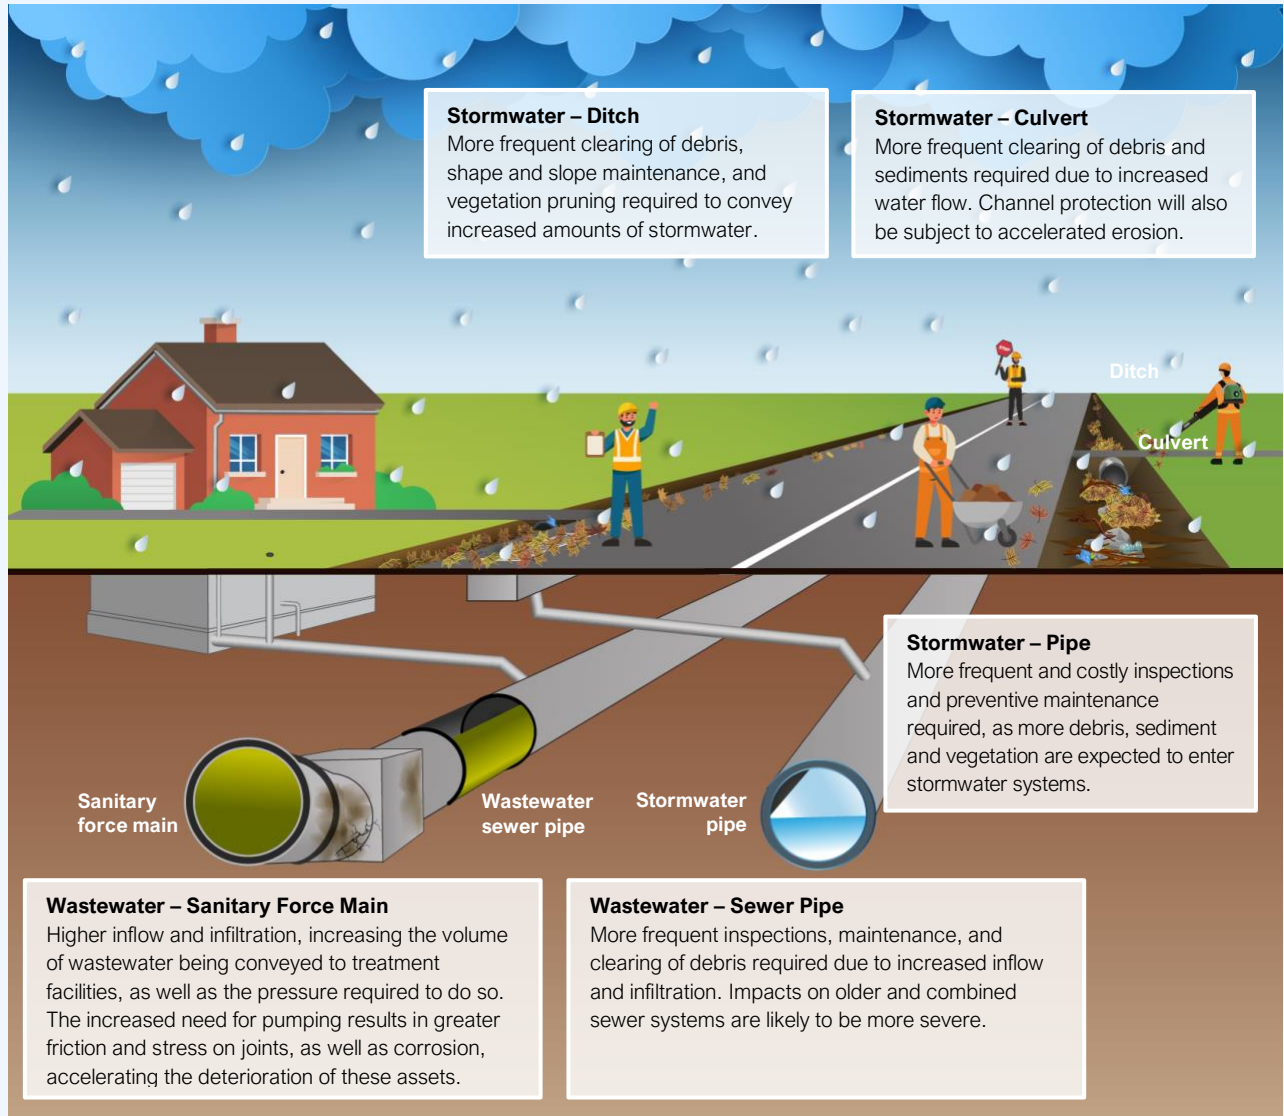 Stormwater – Ditch
More frequent clearing of debris,
shape and slope maintenance, and
vegetation pruning required to convey
increased amounts of stormwater.
Stormwater – Culvert
More frequent clearing of debris and
sediments required due to increased
water flow. Channel protection will also
be subject to accelerated erosion.
STOP
Ditch
Culvert
Stormwater – Pipe
More frequent and costly inspections
and preventive maintenance
required, as more debris, sediment
and vegetation are expected to enter
stormwater systems.
Sanitary
force main
Wastewater
sewer pipe
Stormwater
pipe
Wastewater – Sanitary Force Main
Higher inflow and infiltration, increasing the volume
of wastewater being conveyed to treatment
facilities, as well as the pressure required to do so.
The increased need for pumping results in greater
friction and stress on joints, as well as corrosion,
accelerating the deterioration of these assets.
Wastewater – Sewer Pipe
More frequent inspections, maintenance, and
clearing of debris required due to increased inflow
and infiltration. Impacts on older and combined
sewer systems are likely to be more severe.